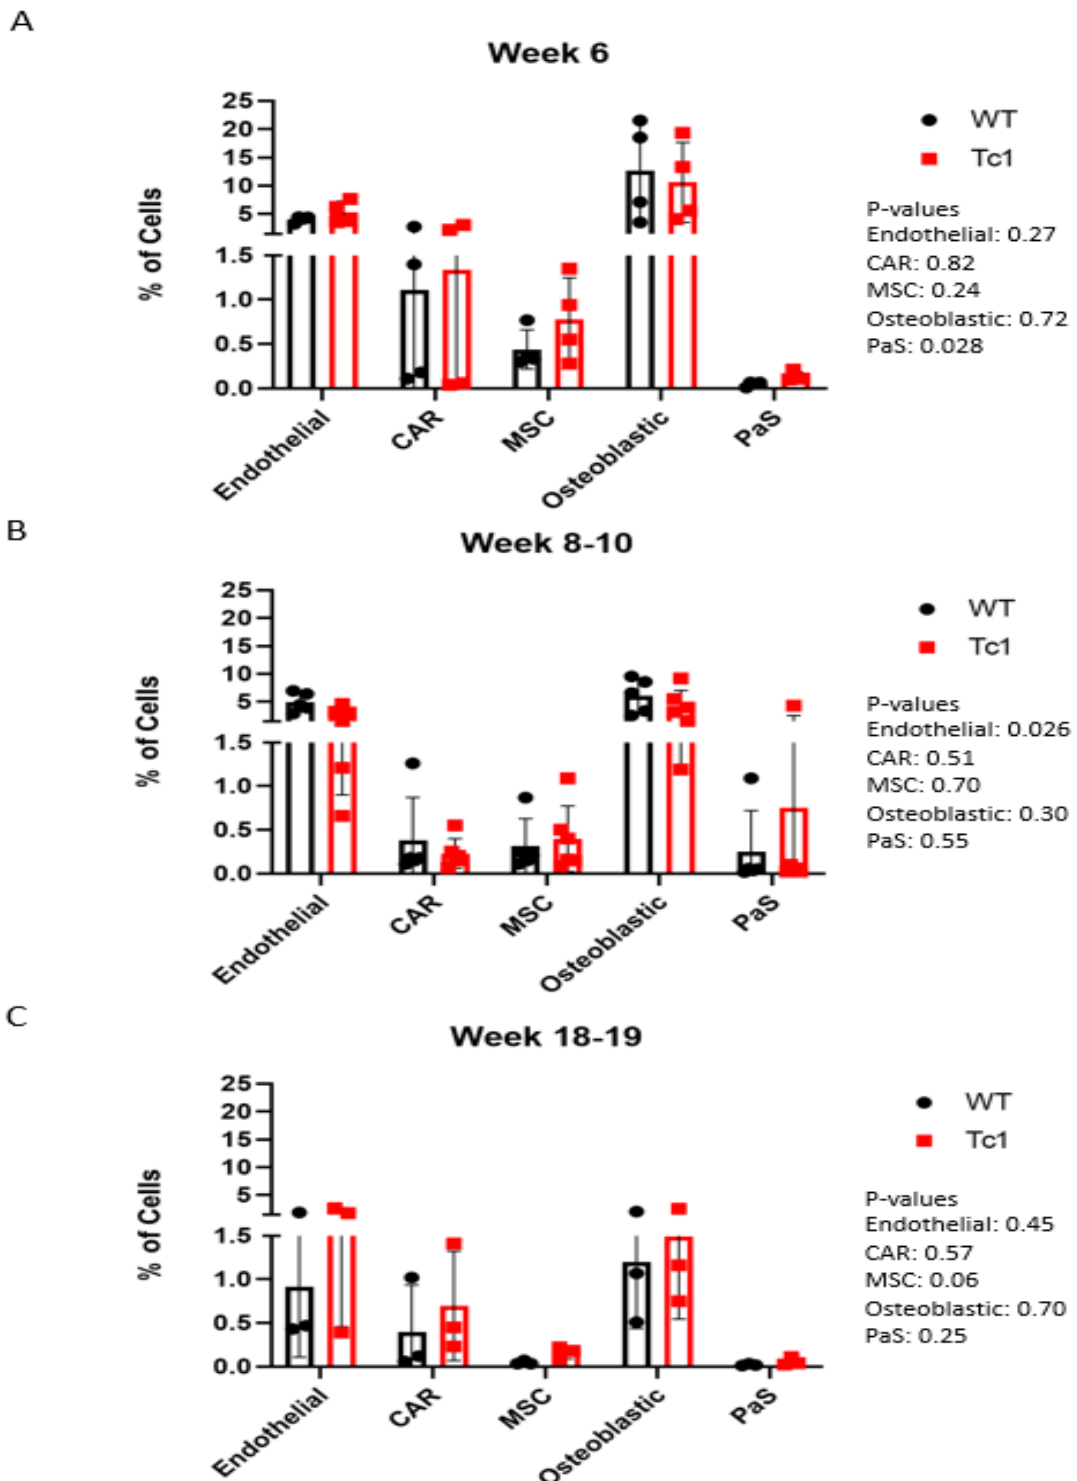 A
Week 6
25
20
15
10
5
1.5
1.0
0.5
0.0
% of Cells
Endothelial
CAR
MSC
Osteoblastic
PaS
WT
Tc1
P-values
Endothelial: 0.27
CAR: 0.82
MSC: 0.24
Osteoblastic: 0.72
PaS: 0.028
B
Week 8-10
25
20
15
10
5
1.5
1.0
0.5
0.0
% of Cells
Endothelial
CAR
MSC
Osteoblastic
PaS
WT
Tc1
P-values
Endothelial: 0.026
CAR: 0.51
MSC: 0.70
Osteoblastic: 0.30
PaS: 0.55
C
Week 18-19
25
20
15
10
5
1.5
1.0
0.5
0.0
% of Cells
Endothelial
CAR
MSC
Osteoblastic
PaS
WT
Tc1
P-values
Endothelial: 0.45
CAR: 0.57
MSC: 0.06
Osteoblastic: 0.70
PaS: 0.25